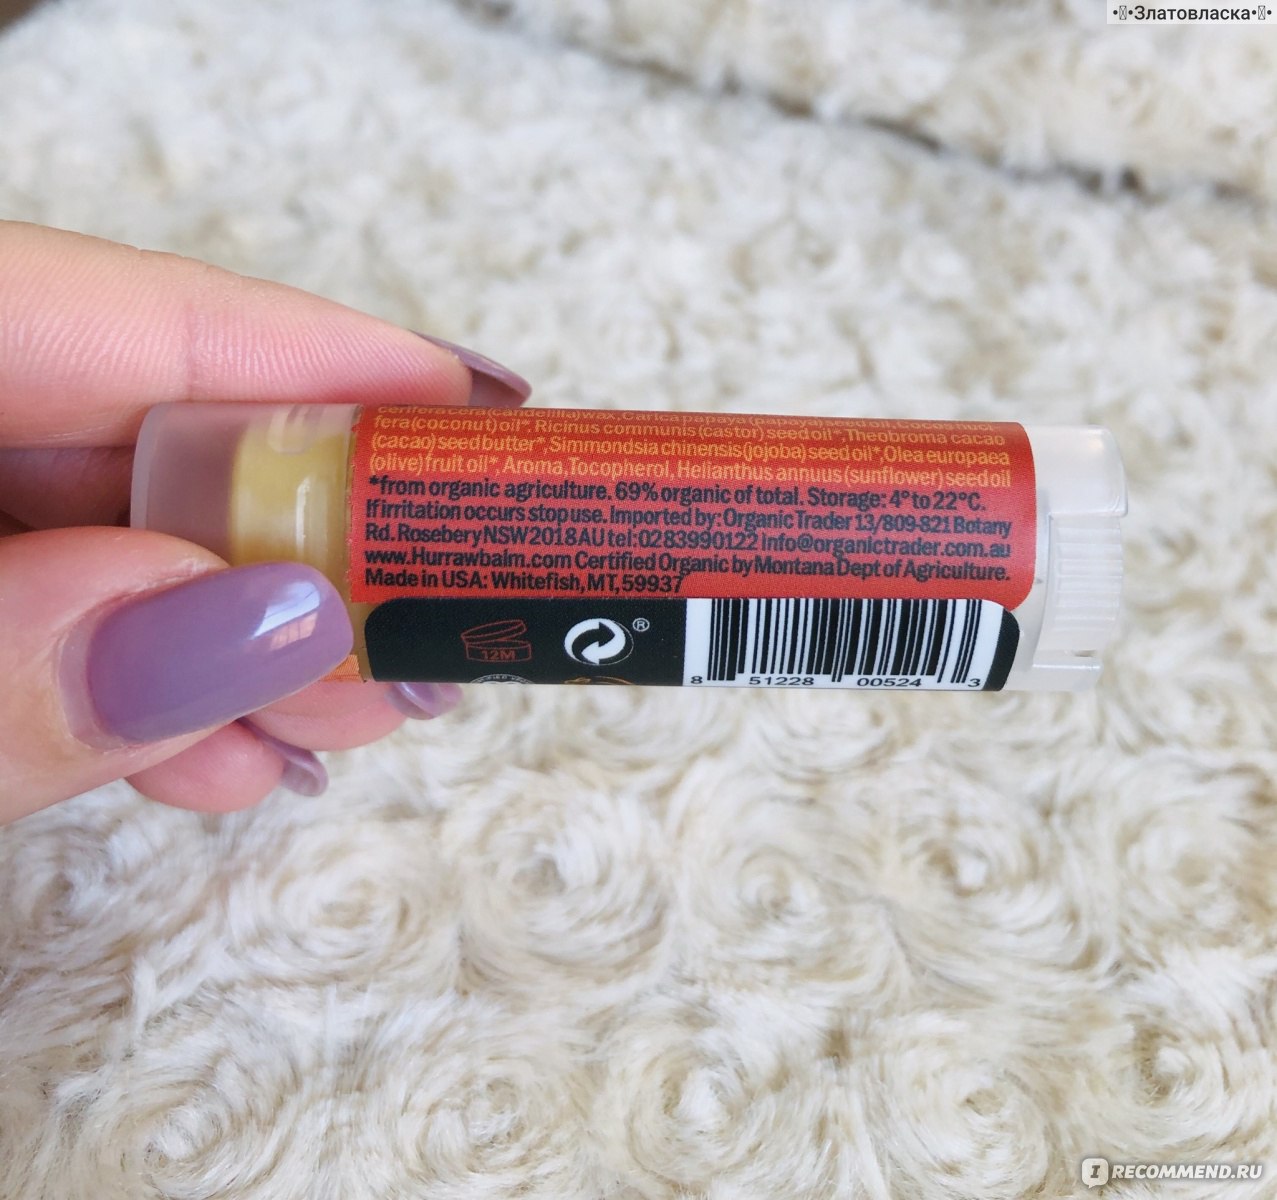 •Златовласка•
cerifera cera (candelilla) wax, Carica papaya (papaya) seed oil, Cocos nuci
fera (coconut) oil*, Ricinus communis (castor) seed oil*, Theobroma cacao
(cacao) seed butter*, Simmondsia chinensis (jojoba) seed oil*, Olea europaea
(olive) fruit oil*, Aroma, Tocopherol, Helianthus annuus (sunflower) seed oil
*from organic agriculture. 69% organic of total. Storage: 4° to 22°C.
If irritation occurs stop use. Imported by: Organic Trader 13/809-821 Botany
Rd. Rosebery NSW 2018 AU tel: 0283990122 info@organictrader.com.au
www.Hurrawbalm.com Certified Organic by Montana Dept of Agriculture.
Made in USA: Whitefish, MT, 59937
12M
®
8 51228 00524 3
IRECOMMEND.RU